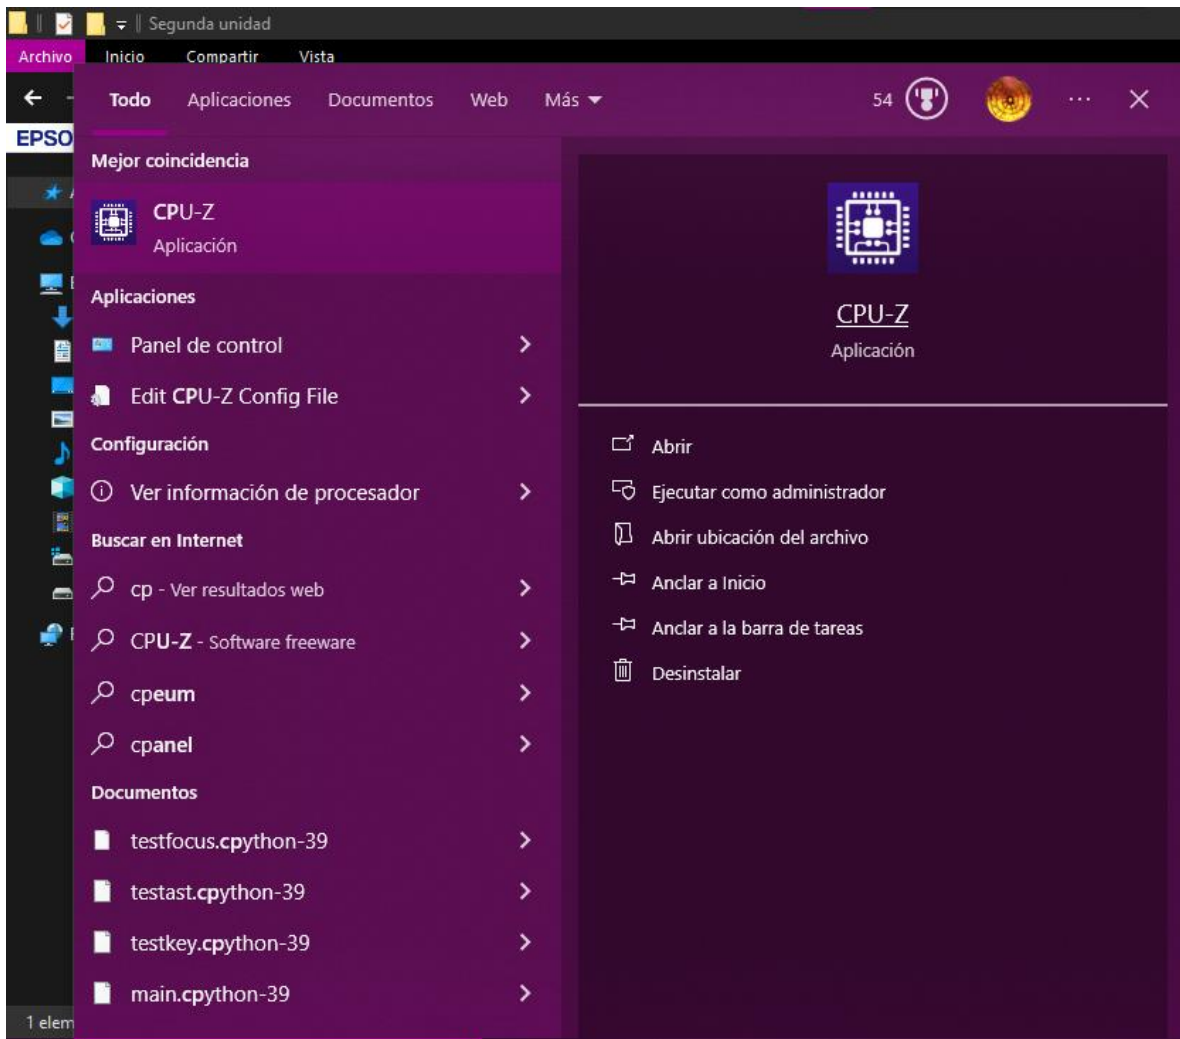 Segunda unidad
Archivo Inicio Compartir Vista
Todo Aplicaciones Documentos Web Más 54 ...
EPSO
Mejor coincidencia
CPU-Z
Aplicación
Aplicaciones
Panel de control
Edit CPU-Z Config File
Configuración
Ver información de procesador
Buscar en Internet
cp - Ver resultados web
CPU-Z - Software freeware
cpeum
cpanel
Documentos
testfocus.cpython-39
testast.cpython-39
testkey.cpython-39
main.cpython-39
1 elem
CPU-Z
Aplicación
Abrir
Ejecutar como administrador
Abrir ubicación del archivo
Anclar a Inicio
Anclar a la barra de tareas
Desinstalar